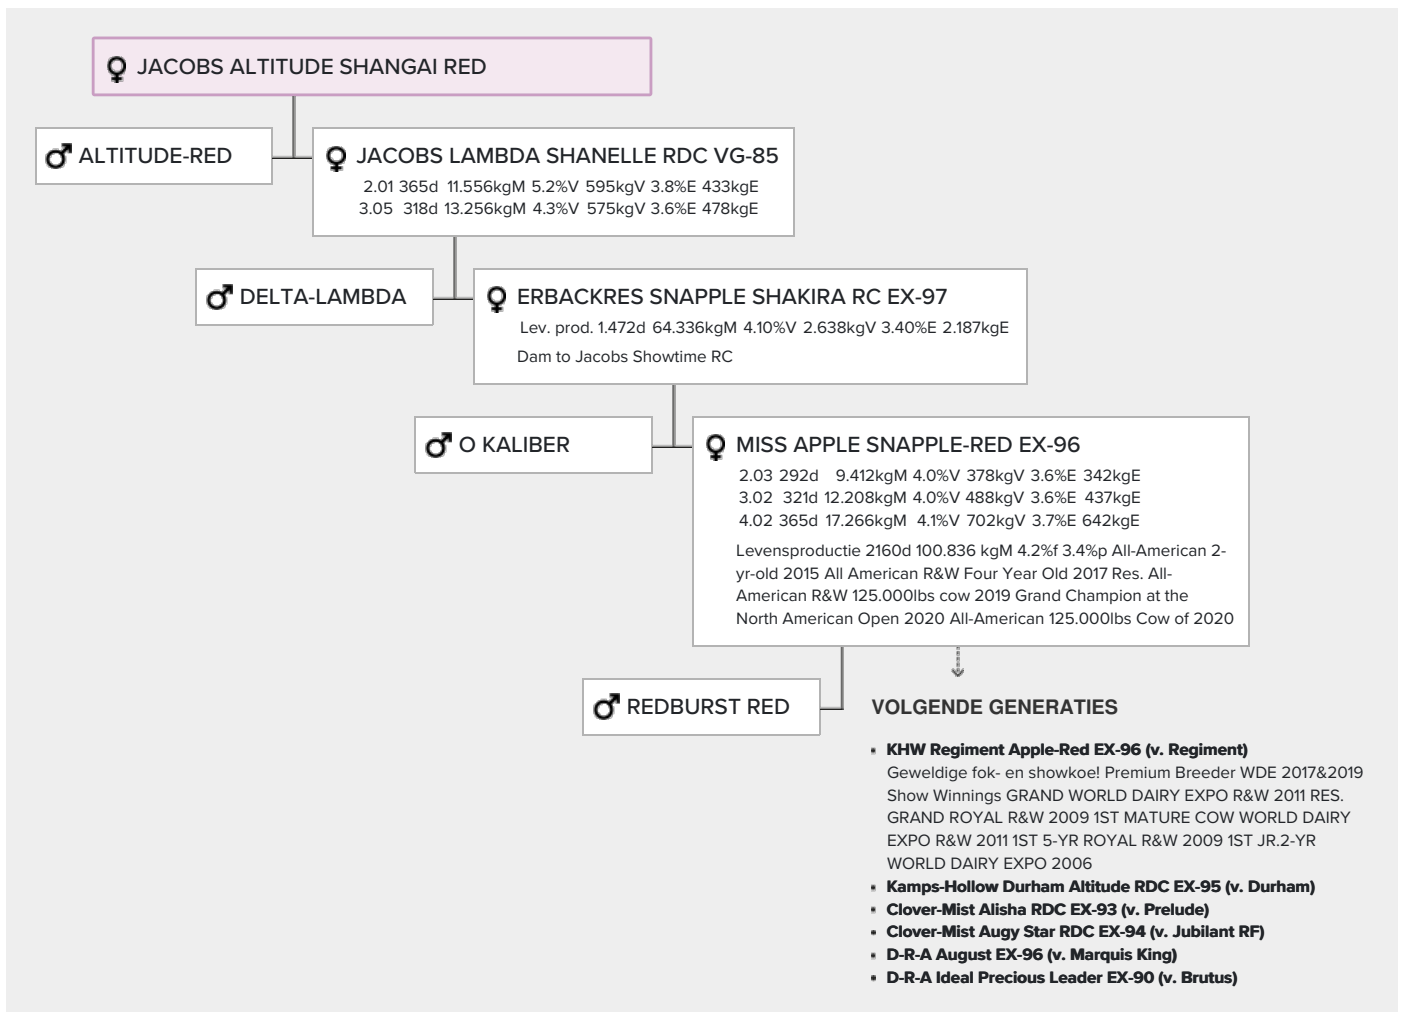 JACOBS ALTITUDE SHANGAI RED
ALTITUDE-RED
JACOBS LAMBDA SHANELLE RDC VG-85
2.01 365d 11.556kgM 5.2%V 595kgV 3.8%E 433kgE
3.05 318d 13.256kgM 4.3%V 575kgV 3.6%E 478kgE
DELTA-LAMBDA
ERBACKRES SNAPPLE SHAKIRA RC EX-97
Lev. prod. 1.472d 64.336kgM 4.10%V 2.638kgV 3.40%E 2.187kgE
Dam to Jacobs Showtime RC
O KALIBER
MISS APPLE SNAPPLE-RED EX-96
2.03 292d 9.412kgM 4.0%V 378kgV 3.6%E 342kgE
3.02 321d 12.208kgM 4.0%V 488kgV 3.6%E 437kgE
4.02 365d 17.266kgM 4.1%V 702kgV 3.7%E 642kgE
Levensproductie 2160d 100.836 kgM 4.2%f 3.4%p All-American 2-
yr-old 2015 All American R&W Four Year Old 2017 Res. All-
American R&W 125.000lbs cow 2019 Grand Champion at the
North American Open 2020 All-American 125.000lbs Cow of 2020
REDBURST RED
VOLGENDE GENERATIES
▪ KHW Regiment Apple-Red EX-96 (v. Regiment)
Geweldige fok- en showkoe! Premium Breeder WDE 2017&2019
Show Winnings GRAND WORLD DAIRY EXPO R&W 2011 RES.
GRAND ROYAL R&W 2009 1ST MATURE COW WORLD DAIRY
EXPO R&W 2011 1ST 5-YR ROYAL R&W 2009 1ST JR.2-YR
WORLD DAIRY EXPO 2006
▪ Kamps-Hollow Durham Altitude RDC EX-95 (v. Durham)
▪ Clover-Mist Alisha RDC EX-93 (v. Prelude)
▪ Clover-Mist Augy Star RDC EX-94 (v. Jubilant RF)
▪ D-R-A August EX-96 (v. Marquis King)
▪ D-R-A Ideal Precious Leader EX-90 (v. Brutus)